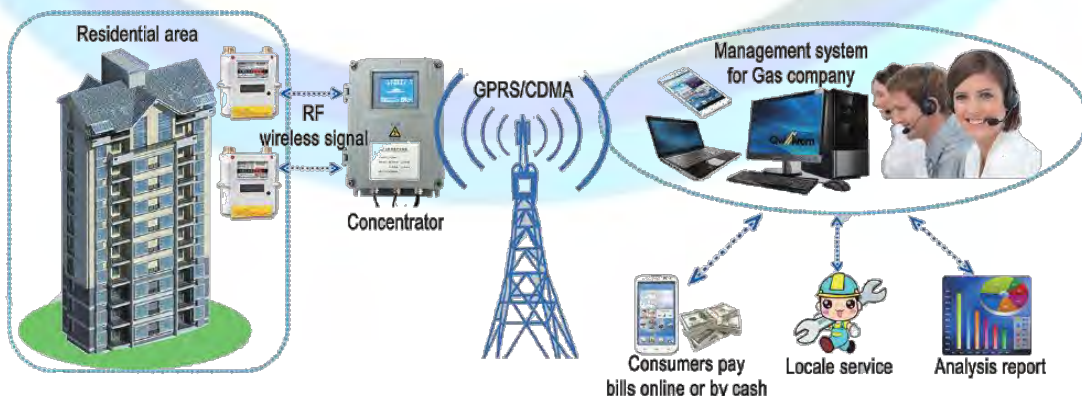 Residential area
RF
wireless signal
Concentrator
GPRS/CDMA
Management system
for Gas company
Consumers pay
bills online or by cash
Locale service
Analysis report